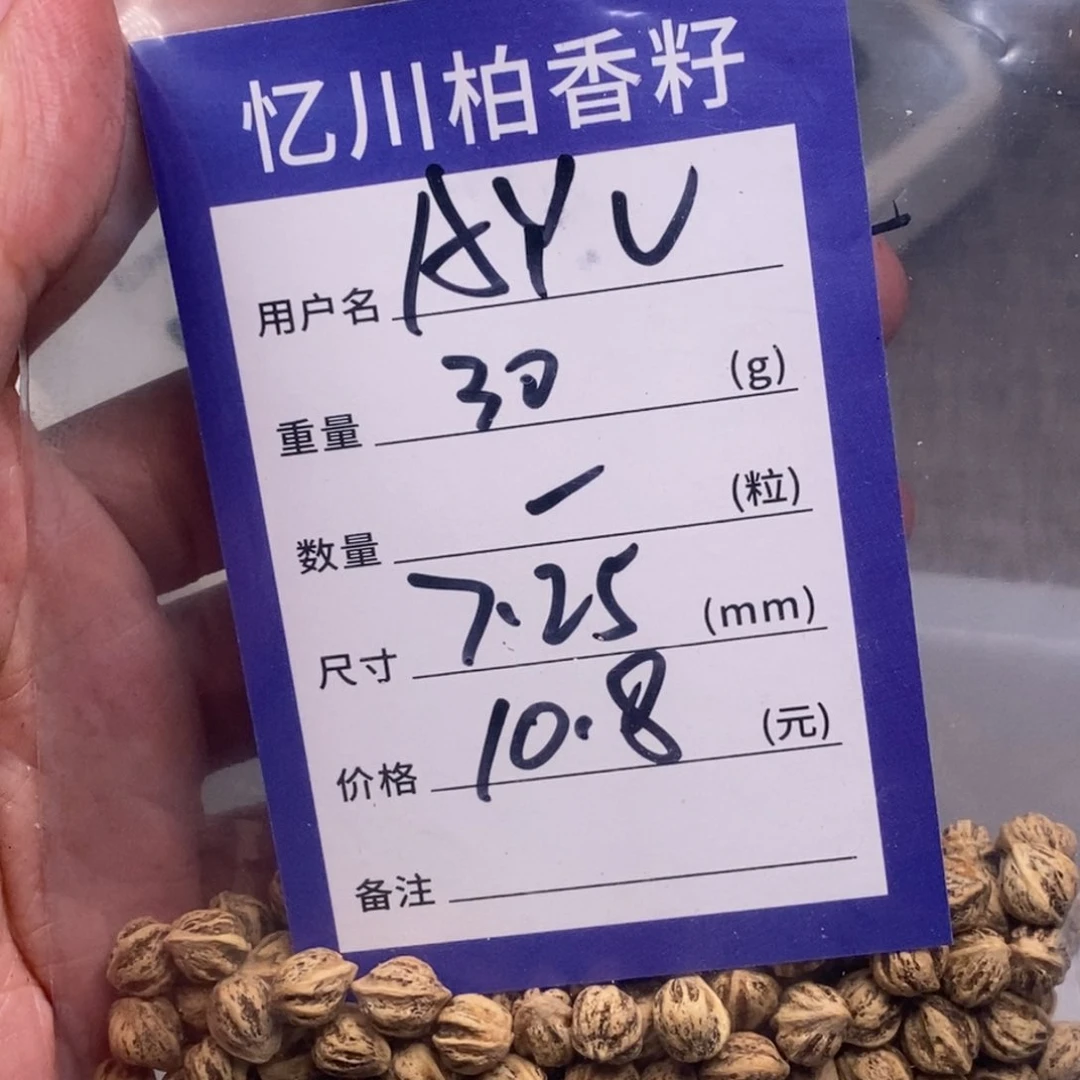 忆川柏香籽
用户名 AYU
重量 30 (g)
数量 - (粒)
尺寸 7.25 (mm)
价格 10.8 (元)
备注